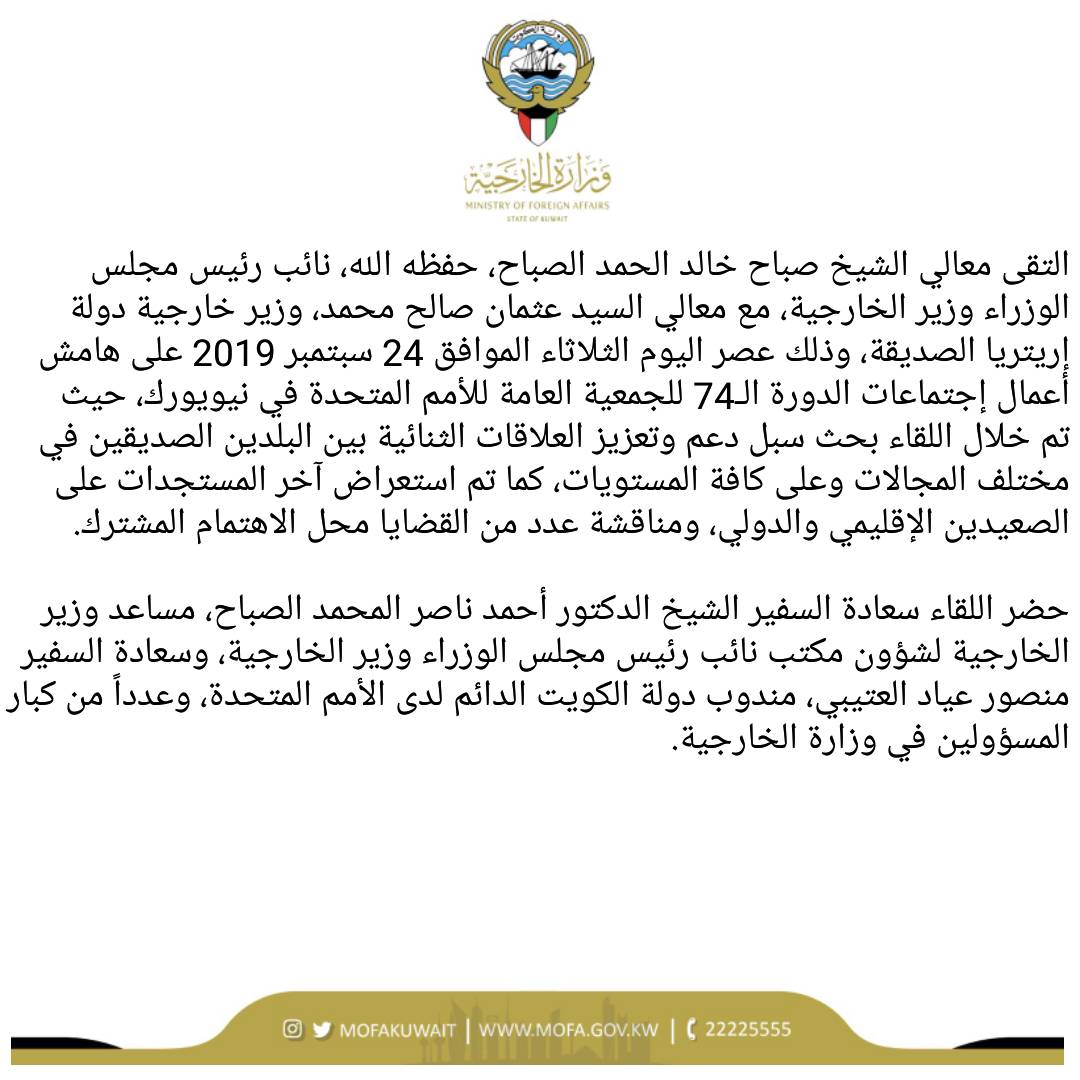 دولة الكويت
وزارة الخارجية
MINISTRY OF FOREIGN AFFAIRS
STATE OF KUWAIT
التقى معالي الشيخ صباح خالد الحمد الصباح، حفظه الله، نائب رئيس مجلس
الوزراء وزير الخارجية، مع معالي السيد عثمان صالح محمد، وزير خارجية دولة
إريتريا الصديقة، وذلك عصر اليوم الثلاثاء الموافق 24 سبتمبر 2019 على هامش
أعمال إجتماعات الدورة الـ74 للجمعية العامة للأمم المتحدة في نيويورك، حيث
تم خلال اللقاء بحث سبل دعم وتعزيز العلاقات الثنائية بين البلدين الصديقين في
مختلف المجالات وعلى كافة المستويات، كما تم استعراض آخر المستجدات على
الصعيدين الإقليمي والدولي، ومناقشة عدد من القضايا محل الاهتمام المشترك.
حضر اللقاء سعادة السفير الشيخ الدكتور أحمد ناصر المحمد الصباح، مساعد وزير
الخارجية لشؤون مكتب نائب رئيس مجلس الوزراء وزير الخارجية، وسعادة السفير
منصور عياد العتيبي، مندوب دولة الكويت الدائم لدى الأمم المتحدة، وعدداً من كبار
المسؤولين في وزارة الخارجية.
MOFAKUWAIT | WWW.MOFA.GOV.KW | 22225555